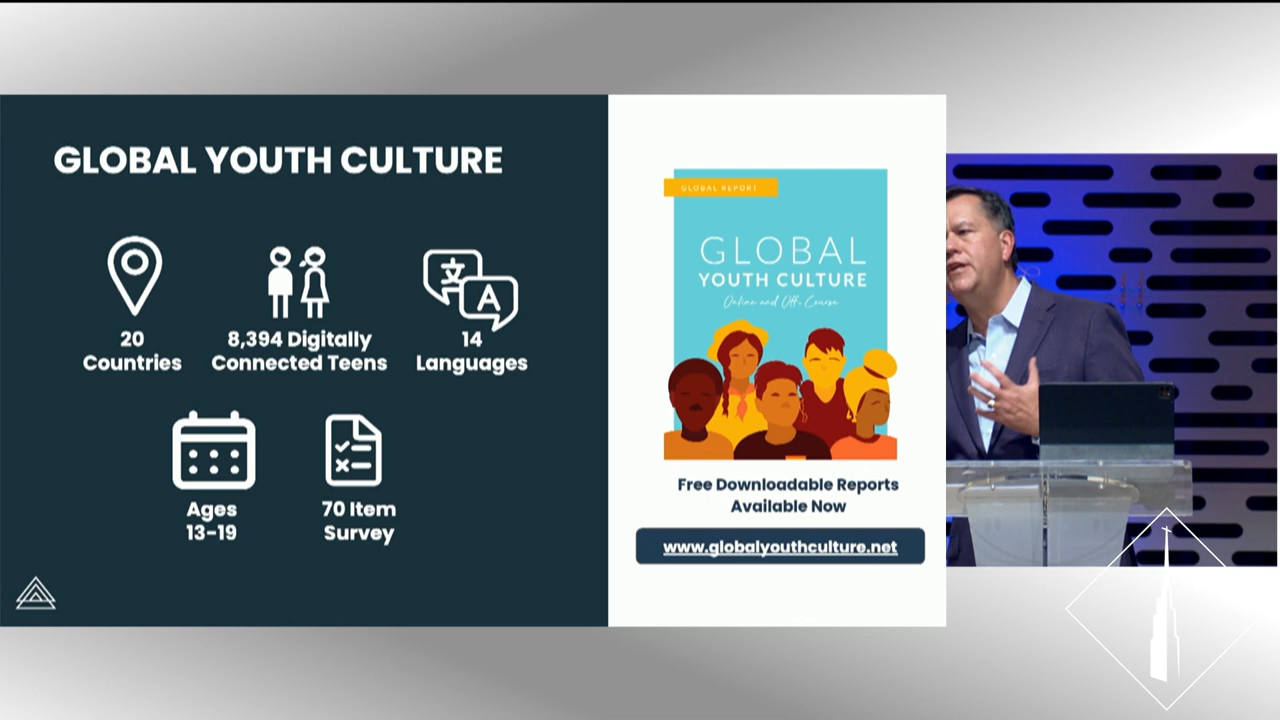 GLOBAL YOUTH CULTURE
20
Countries
8,394 Digitally
Connected Teens
文 A
14
Languages
Ages
13-19
70 Item
Survey
GLOBAL REPORT
GLOBAL
YOUTH CULTURE
Online and Off-Course
Free Downloadable Reports
Available Now
www.globalyouthculture.net